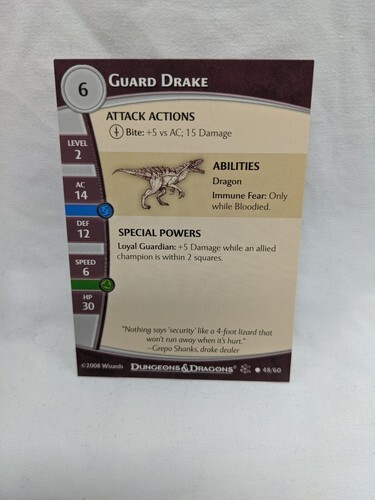 6
GUARD DRAKE
ATTACK ACTIONS
Bite: +5 vs AC; 15 Damage
LEVEL
2
AC
14
DEF
12
SPEED
6
HP
30
ABILITIES
Dragon
Immune Fear: Only
while Bloodied.
SPECIAL POWERS
Loyal Guardian: +5 Damage while an allied
champion is within 2 squares.
"Nothing says 'security' like a 4-foot lizard that
won't run away when it's hurt."
—Grepo Shanks, drake dealer
©2008 Wizards
DUNGEONS & DRAGONS®
48/60